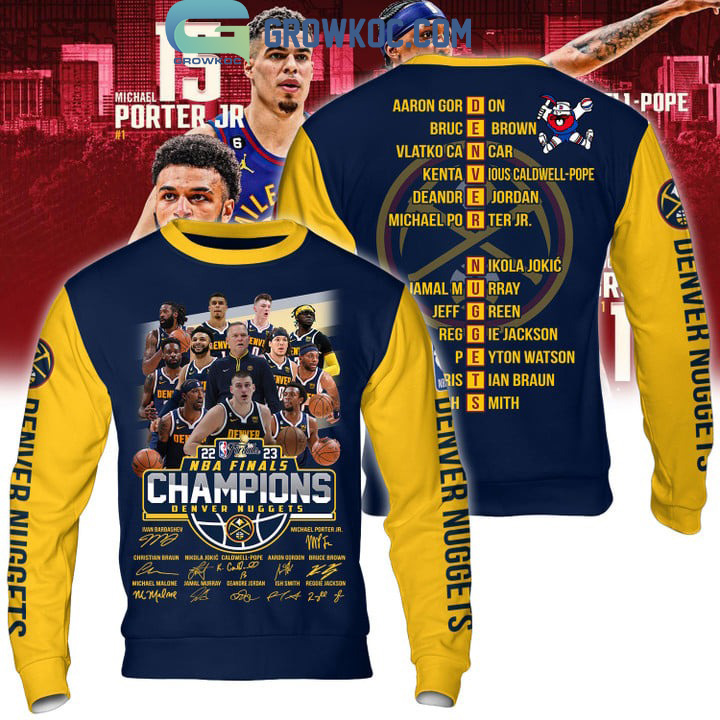 GROWKOC.COM
GROWKOC
15
MICHAEL
PORTER JR
#1
LL-POPE
AARON GOR D ON
BRUC E BROWN
VLATKO CA N CAR
KENTA V IOUS CALDWELL-POPE
DEANDR E JORDAN
MICHAEL PO R TER JR.
N IKOLA JOKIĆ
JAMAL M U RRAY
JEFF G REEN
REG G IE JACKSON
P E YTON WATSON
RIS T IAN BRAUN
H S MITH
DENVER NUGGETS
DENVER
22 23
NBA FINALS
CHAMPIONS
DENVER NUGGETS
IVAN BARBASHEV
MICHAEL PORTER JR.
CHRISTIAN BRAUN NIKOLA JOKIĆ CALDWELL-POPE AARON GORDON BRUCE BROWN
MICHAEL MALONE JAMAL MURRAY DEANDRE JORDAN ISH SMITH REGGIE JACKSON
DENVER NUGGETS
DENVER NUGGETS